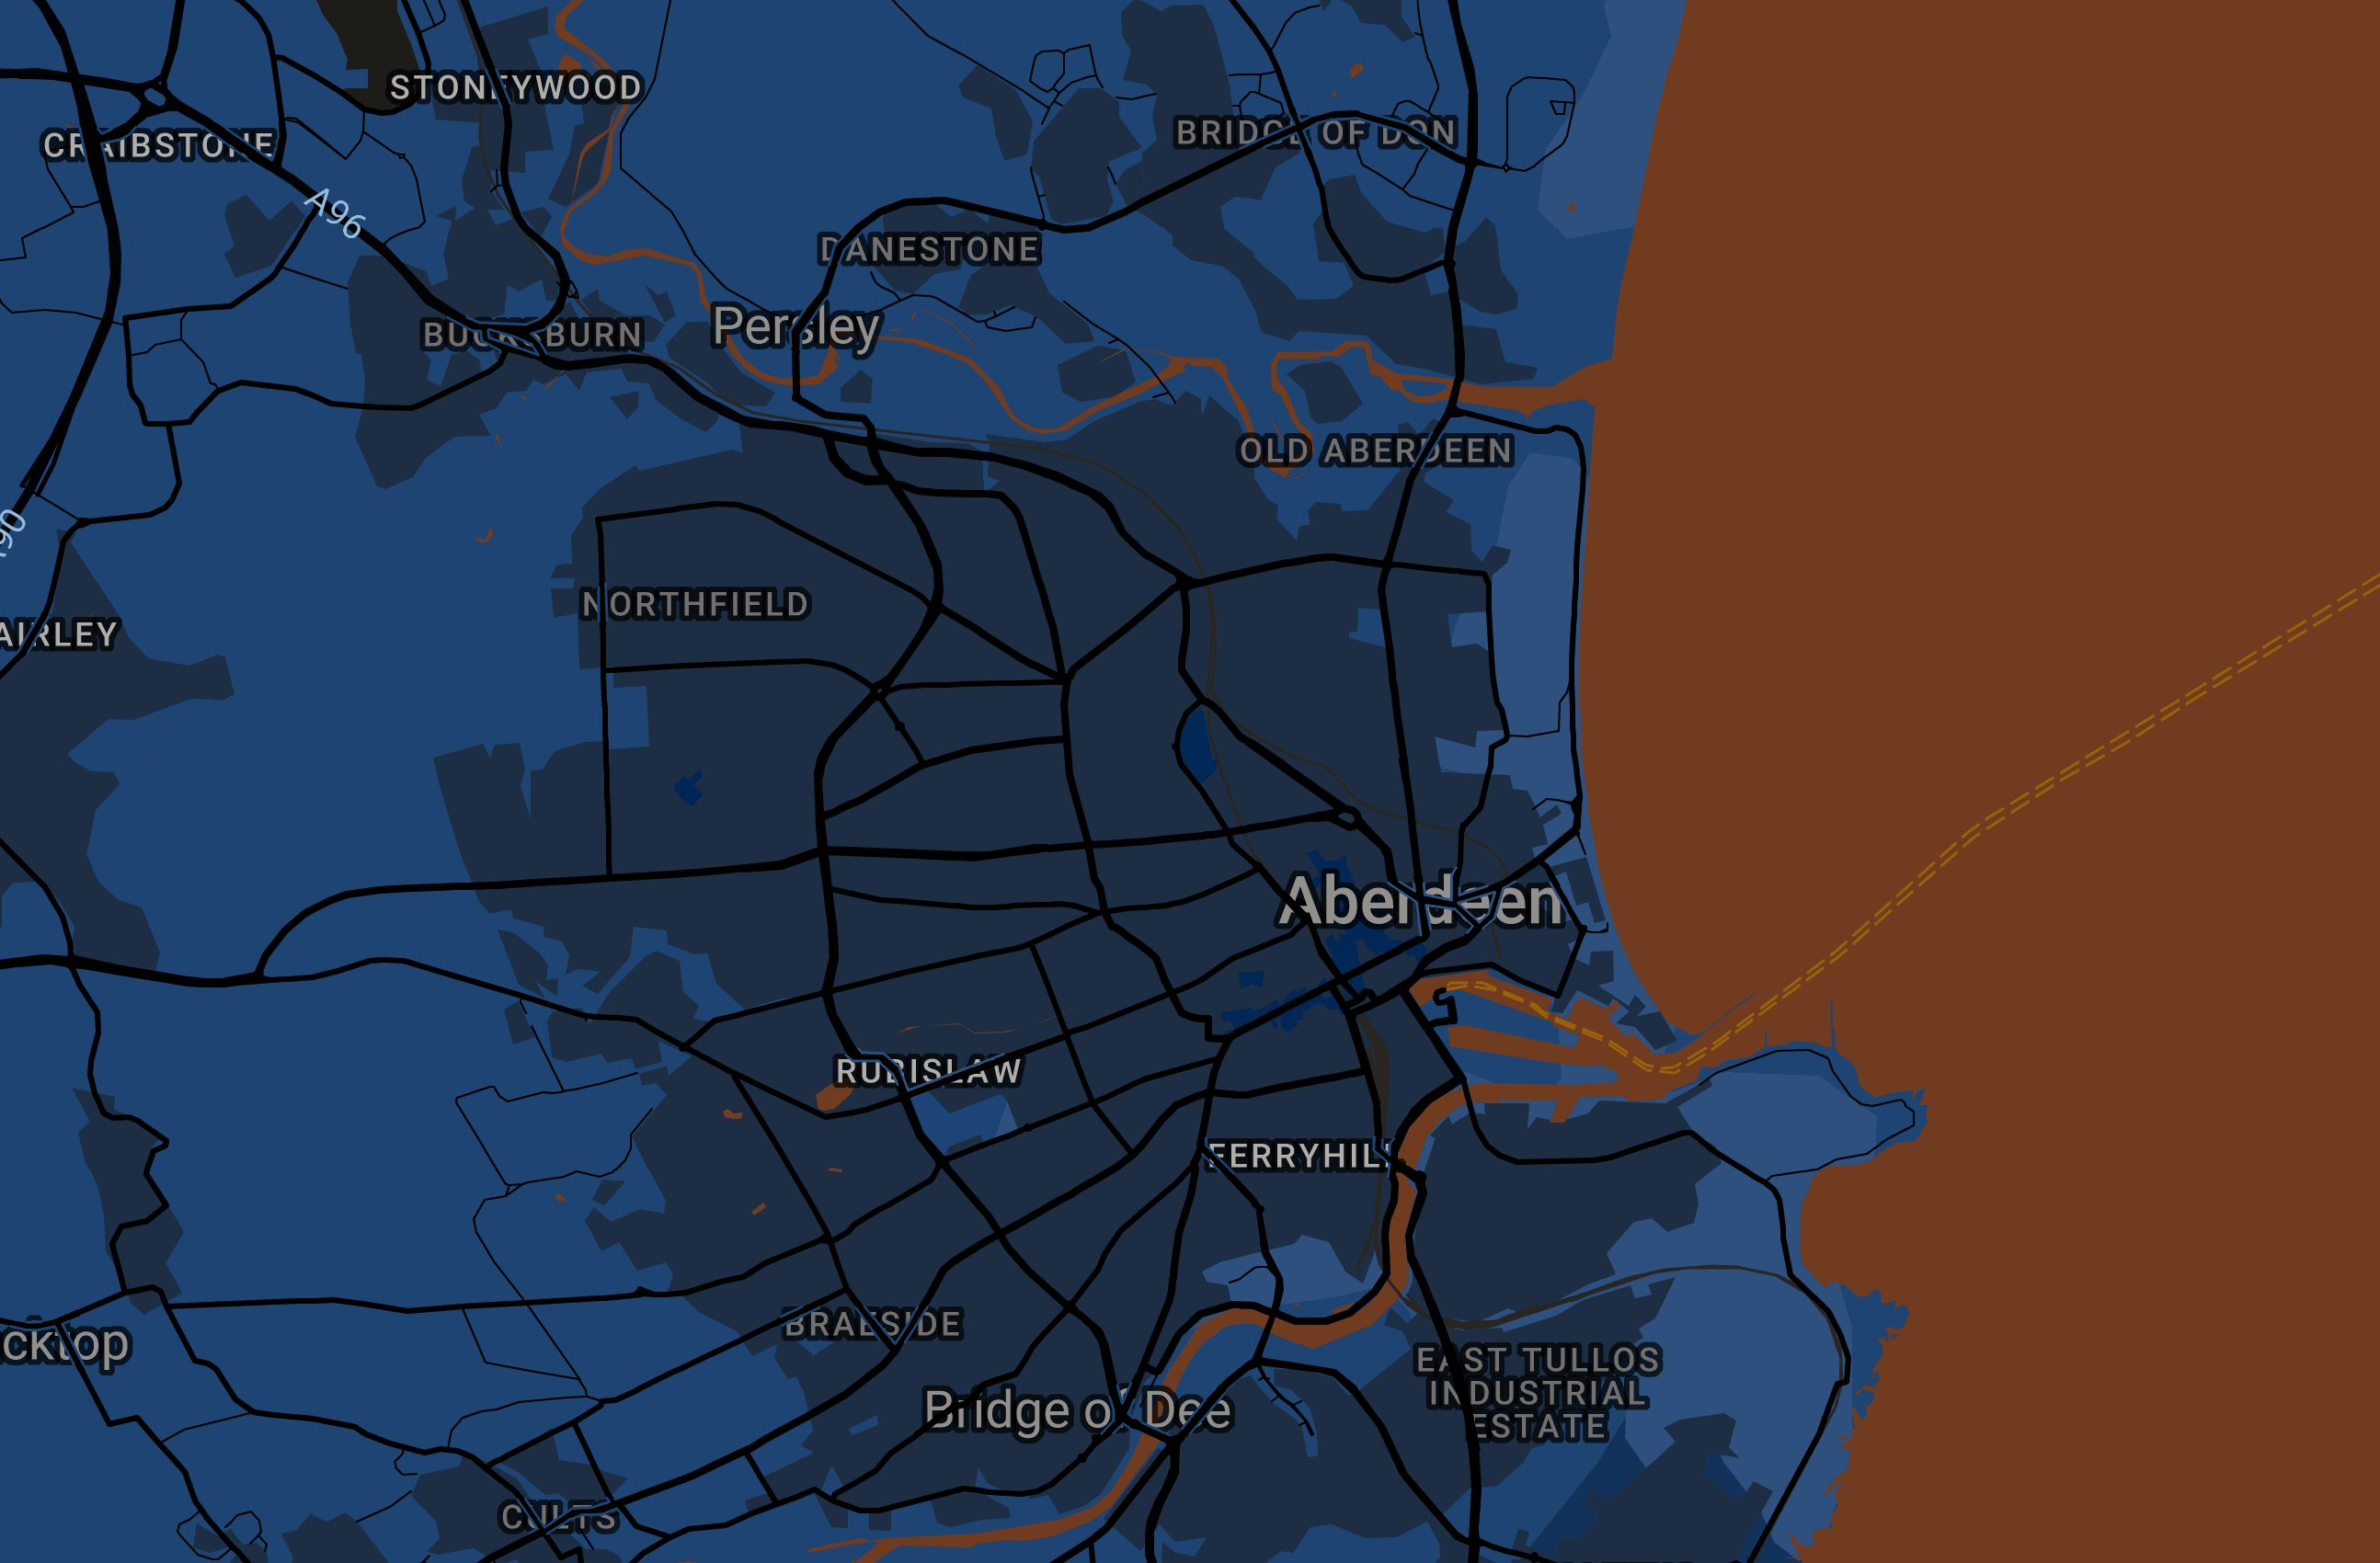 STONEYWOOD
BRIDGE OF DON
CRAIBSTONE
A96
DANESTONE
Persley
BUCKSBURN
OLD ABERDEEN
90
NORTHFIELD
AIRLEY
Aberdeen
RUBISLAW
FERRYHILL
BRAESIDE
cktop
EAST TULLOS
INDUSTRIAL
ESTATE
Bridge of Dee
CULTS